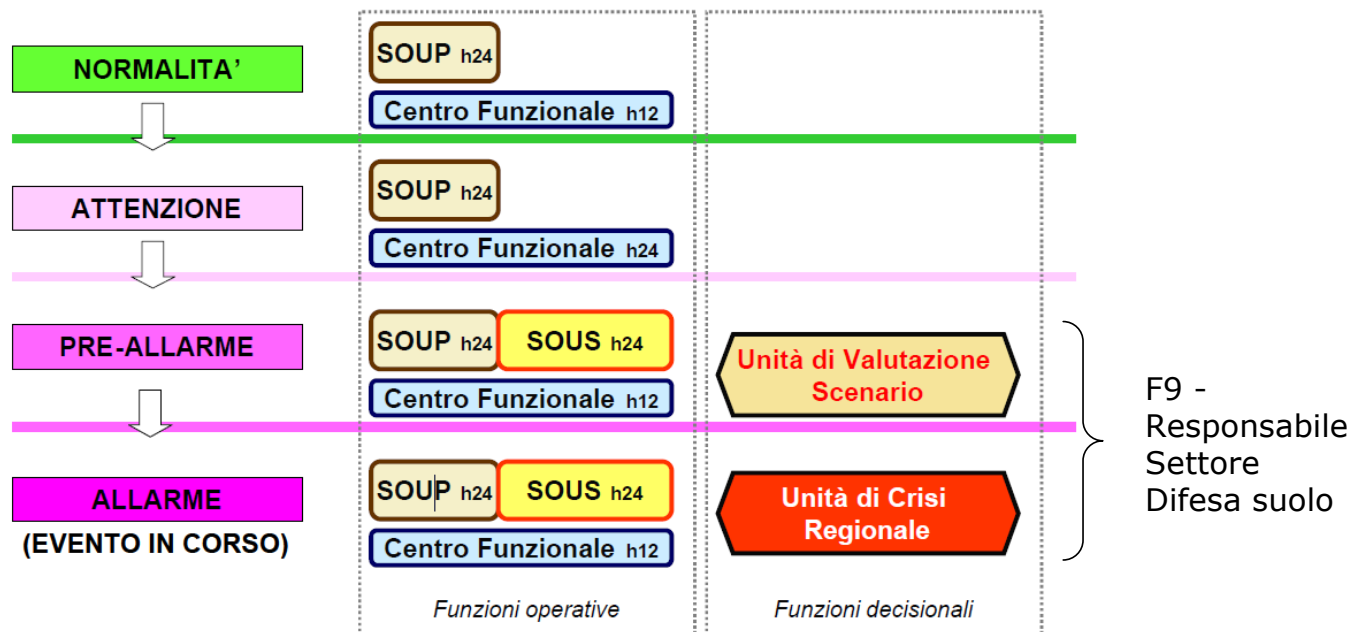 NORMALITA’
SOUP h24
Centro Funzionale h12
ATTENZIONE
SOUP h24
Centro Funzionale h24
PRE-ALLARME
SOUP h24
SOUS h24
Centro Funzionale h12
Unità di Valutazione
Scenario
ALLARME
(EVENTO IN CORSO)
SOUP h24
SOUS h24
Centro Funzionale h12
Unità di Crisi
Regionale
F9 -
Responsabile
Settore
Difesa suolo
Funzioni operative
Funzioni decisionali